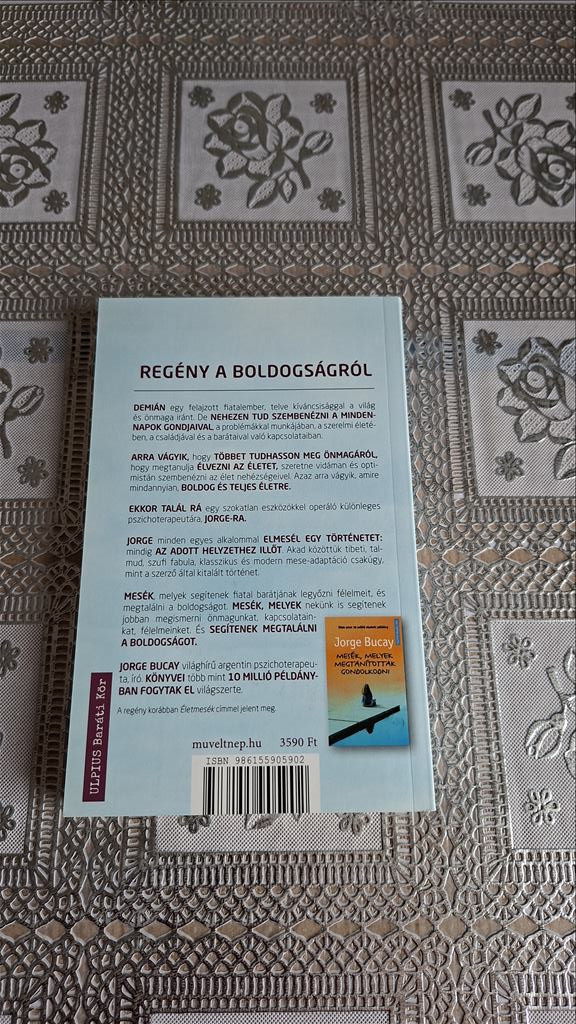 REGÉNY A BOLDOGSÁGRÓL
DEMIÁN egy felajzott fiatalember, telve kíváncsisággal a világ
és önmaga iránt. De NEHEZEN TUD SZEMBENÉZNI A MINDEN-
NAPOK GONDJAIVAL, a problémákkal munkájában, a szerelmi életé-
ben, a családjával és a barátaival való kapcsolataiban.
ARRA VÁGYIK, hogy TÖBBET TUDHASSON MEG ÖNMAGÁRÓL,
hogy megtanulja ÉLVEZNI AZ ÉLETET, szeretne vidáman és opti-
mistán szembenézni az élet nehézségeivel. Azaz arra vágyik, amire
mindannyian, BOLDOG ÉS TELJES ÉLETRE.
EKKOR TALÁL RÁ egy szokatlan eszközökkel operáló különleges
pszichoterapeutára, JORGE-RA.
JORGE minden egyes alkalommal ELMESÉL EGY TÖRTÉNETET:
mindig AZ ADOTT HELYZETHEZ ILLŐT. Akad közöttük tibeti, tal-
mud, szufi fabula, klasszikus és modern mese-adaptáció csakúgy,
mint a szerző által kitalált történet.
MESÉK, melyek segítenek fiatal barátjának legyőzni félelmeit, és
megtalálni a boldogságot. MESÉK, MELYEK nekünk is segítenek
jobban megismerni önmagunkat, kapcsolatain-
kat, félelmeinket. És SEGÍTENEK MEGTALÁLNI
A BOLDOGSÁGOT.
JORGE BUCAY világhírű argentin pszichoterapeu-
ta, író. KÖNYVEI több mint 10 MILLIÓ PÉLDÁNY-
BAN FOGYTAK EL világszerte.
A regény korábban Életmesék címmel jelent meg.
Jorge Bucay
MESÉK, MELYEK
MEGTANÍTOTTAK
GONDOLKODNI
ULPIUS Baráti Kör
muveltnep.hu 3590 Ft
ISBN 986155905902